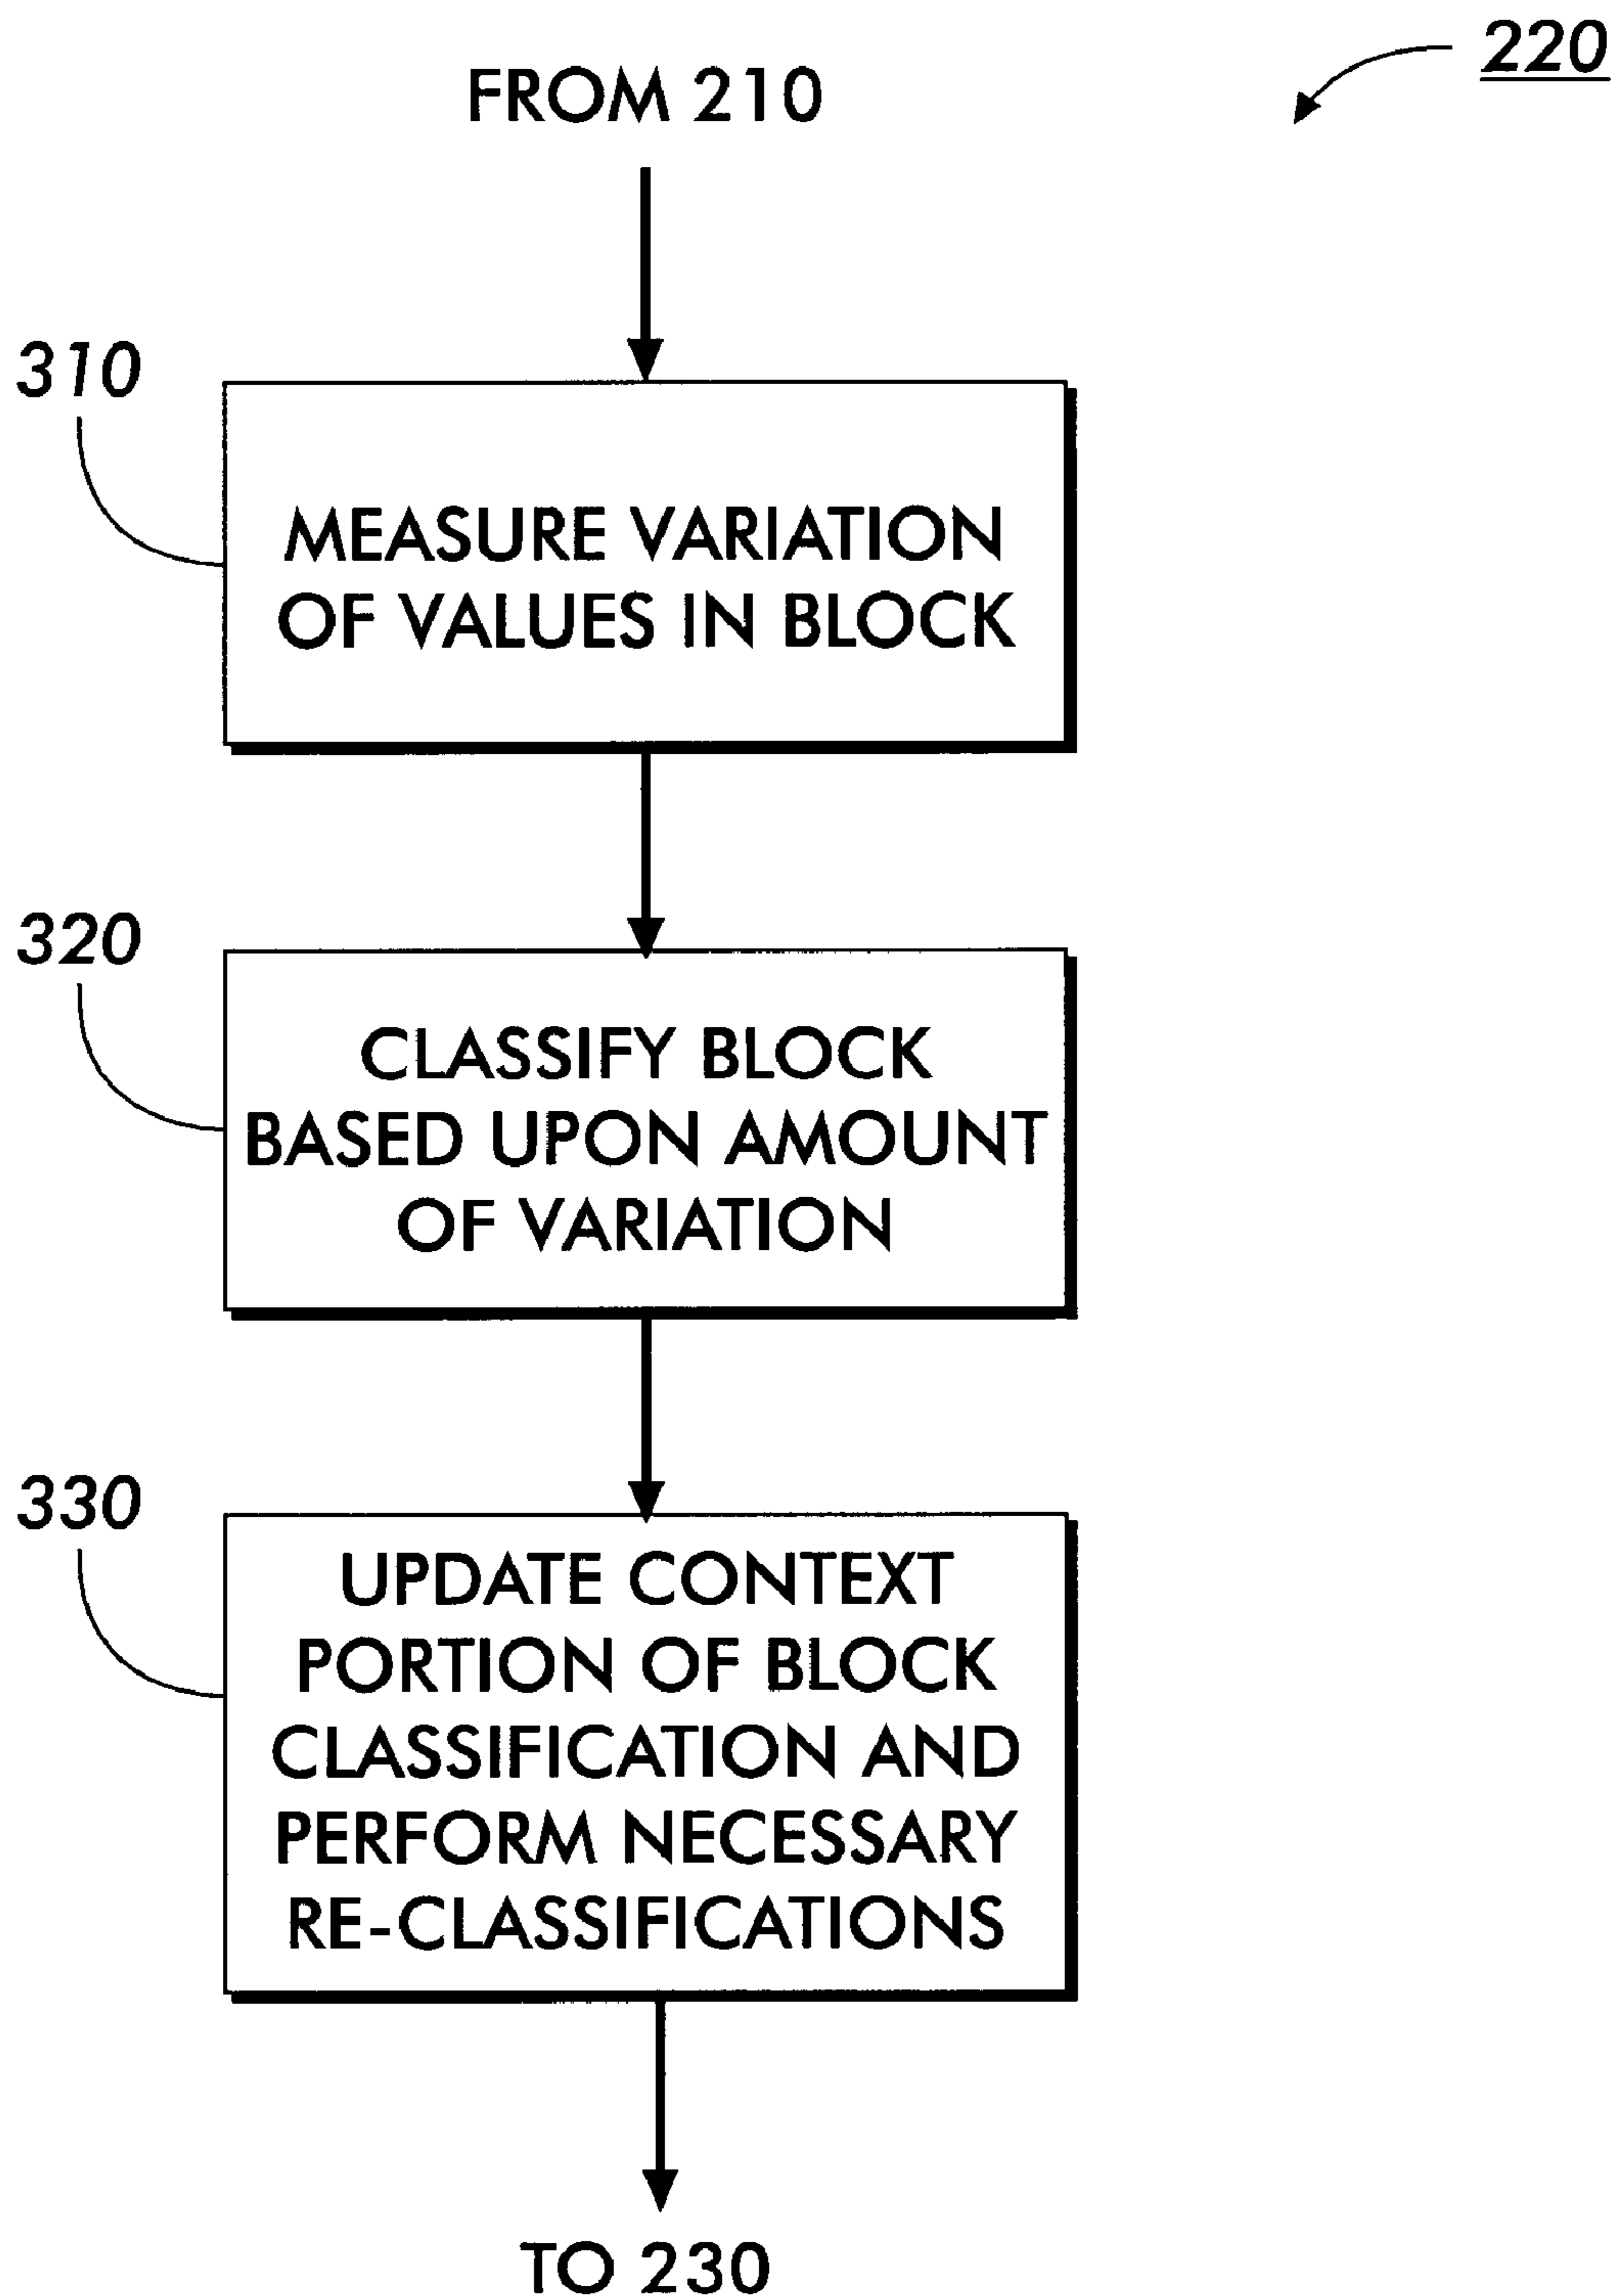 220
FROM 210
310
MEASURE VARIATION
OF VALUES IN BLOCK
320
CLASSIFY BLOCK
BASED UPON AMOUNT
OF VARIATION
330
UPDATE CONTEXT
PORTION OF BLOCK
CLASSIFICATION AND
PERFORM NECESSARY
RE-CLASSIFICATIONS
TO 230